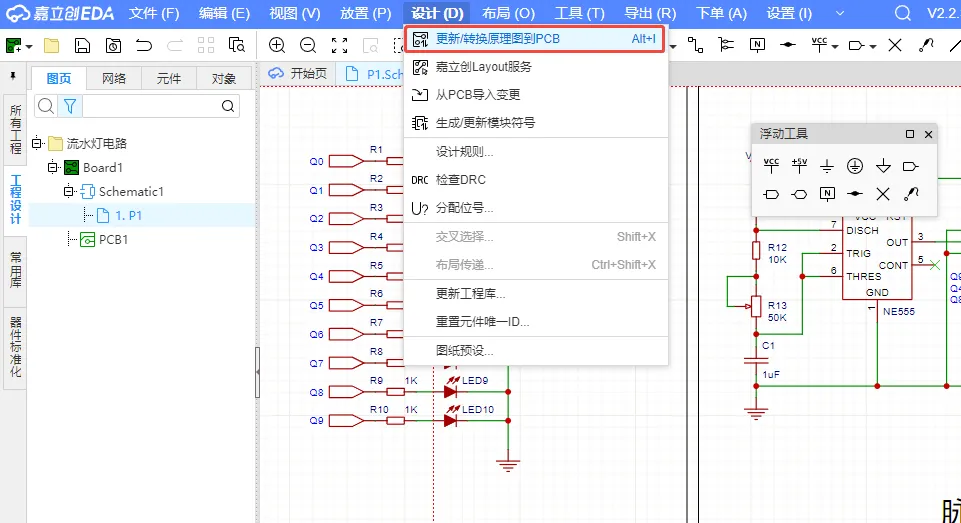 嘉立创EDA 文件 (F) 编辑 (E) 视图 (V) 放置 (P) 设计 (D) 布局 (O) 工具 (T) 导出 (R) 下单 (A) 设置 (I) V2.2.
VCC
开始页 P1.Sch
更新/转换原理图到PCB Alt+I
嘉立创Layout服务
从PCB导入变更
生成/更新模块符号
设计规则...
DRC 检查DRC
U? 分配位号...
交叉选择... Shift+X
布局传递... Ctrl+Shift+X
更新工程库...
重置元件唯一ID...
图纸预设...
所有工程
工程设计
常用库
器件标准化
图页 网络 元件 对象
流水灯电路
Board1
Schematic1
1. P1
PCB1
Q0 R1
Q1 R2
Q2 R3
Q3 R4
Q4 R5
Q5 R6
Q6 R7
Q7 R8
Q8 R9 1K LED9
Q9 R10 1K LED10
浮动工具
VCC +5V
N
VCC RST
7 DISCH
OUT 3
2 TRIG
CONT 5
6 THRES
GND
1
NE555
R12
10K
R13
50K
C1
1uF
脉